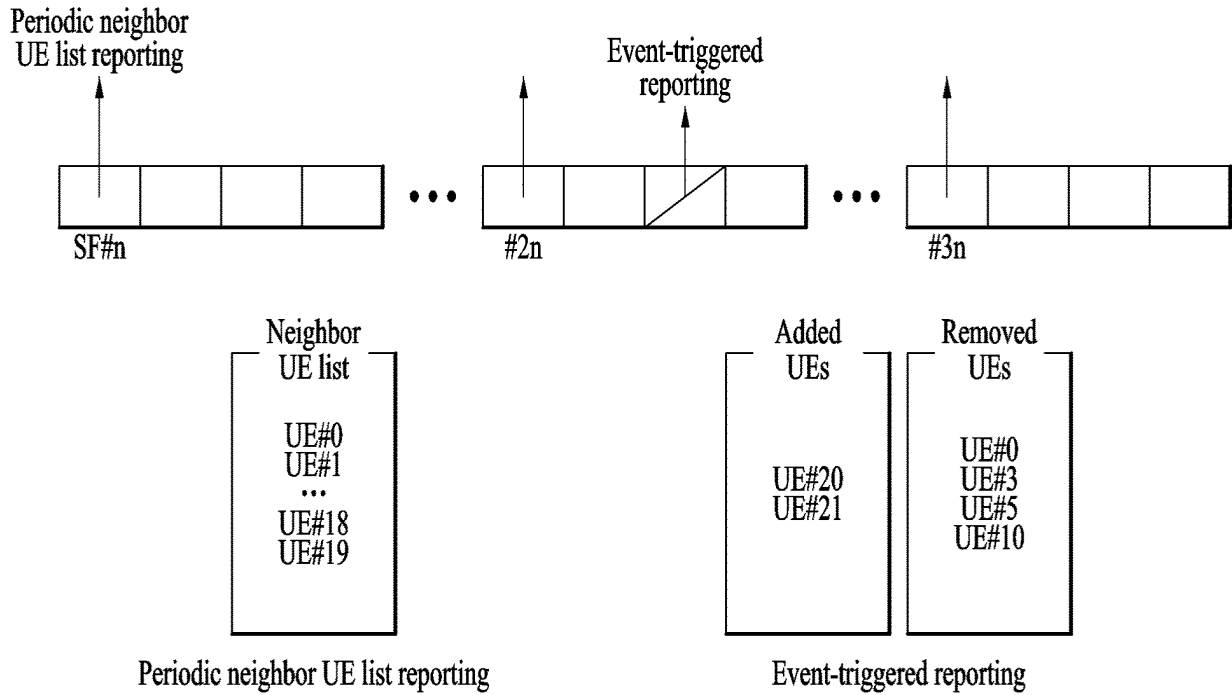 Periodic neighbor
UE list reporting
Event-triggered
reporting
SF#n
#2n
#3n
Neighbor
UE list
UE#0
UE#1
•••
UE#18
UE#19
Periodic neighbor UE list reporting
Added
UEs
UE#20
UE#21
Removed
UEs
UE#0
UE#3
UE#5
UE#10
Event-triggered reporting